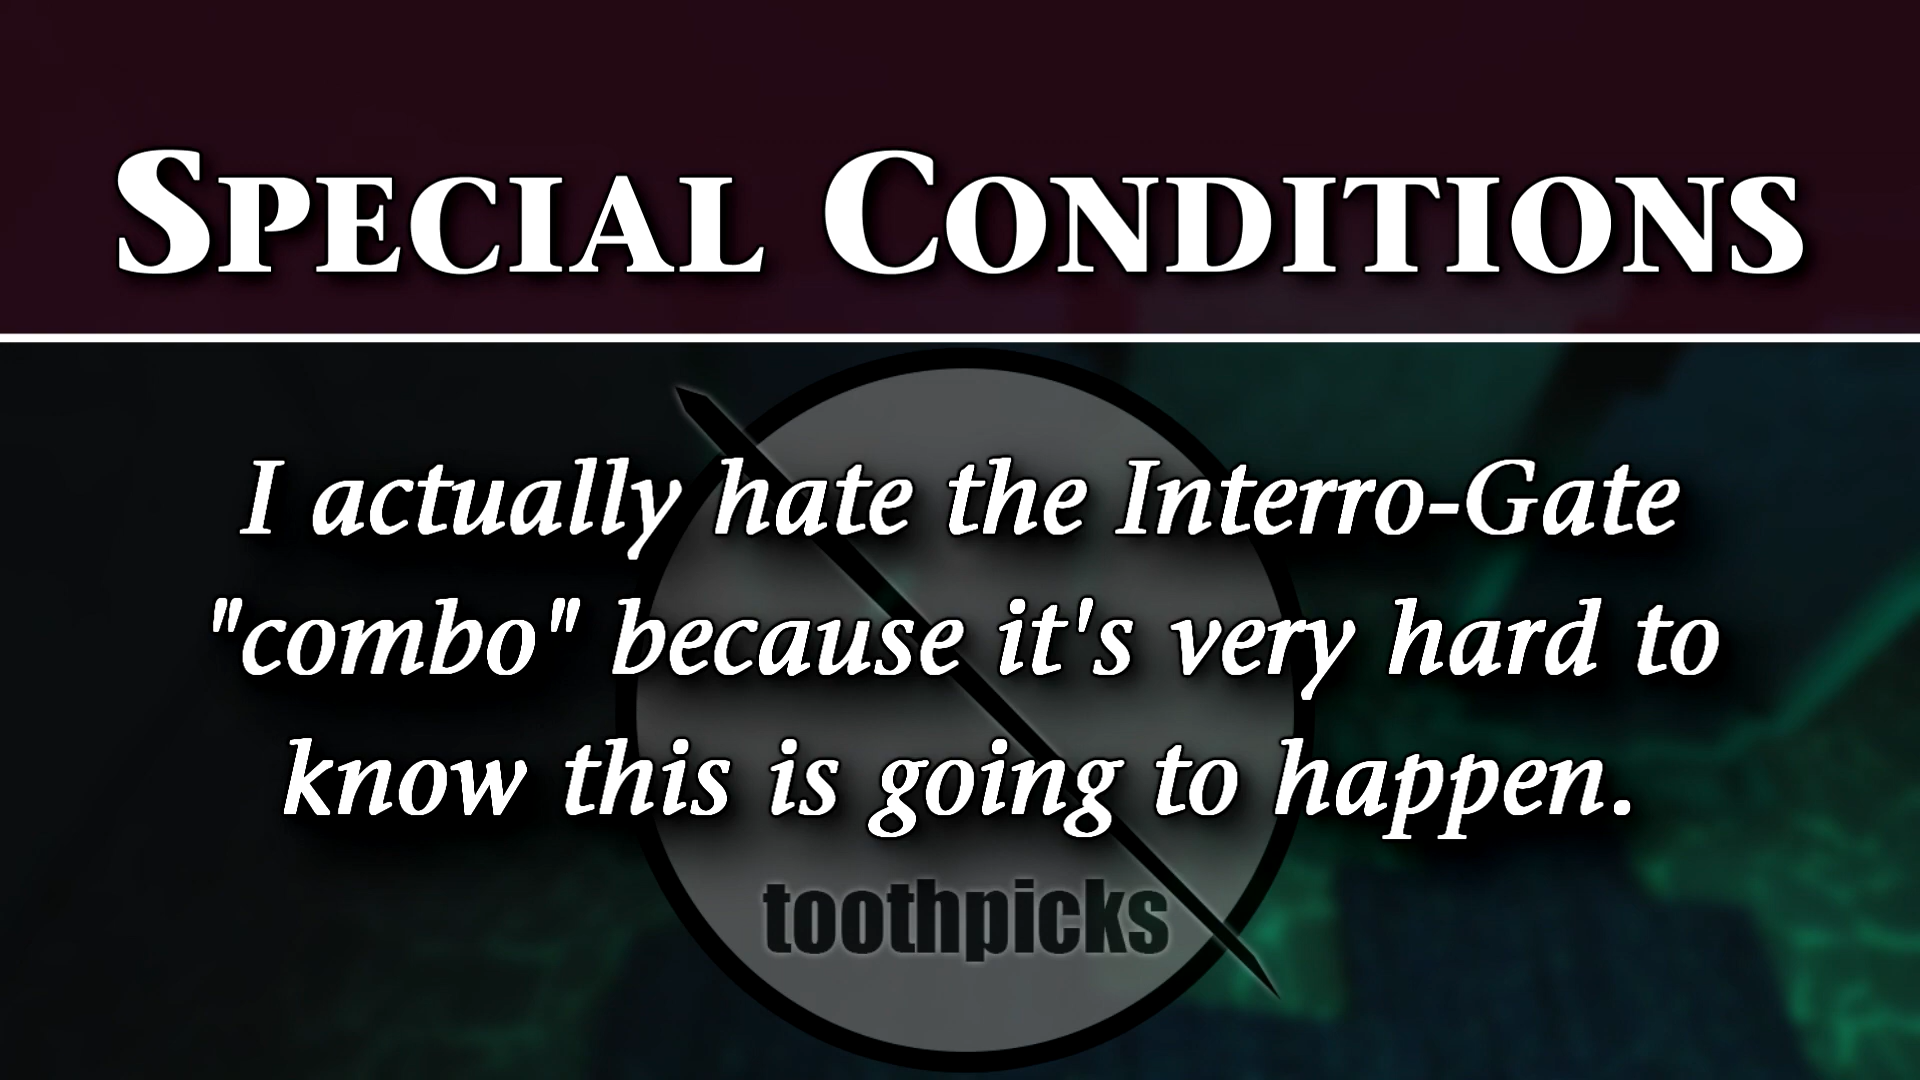 Special Conditions
I actually hate the Interro-Gate
"combo" because it's very hard to
know this is going to happen.
toothpicks